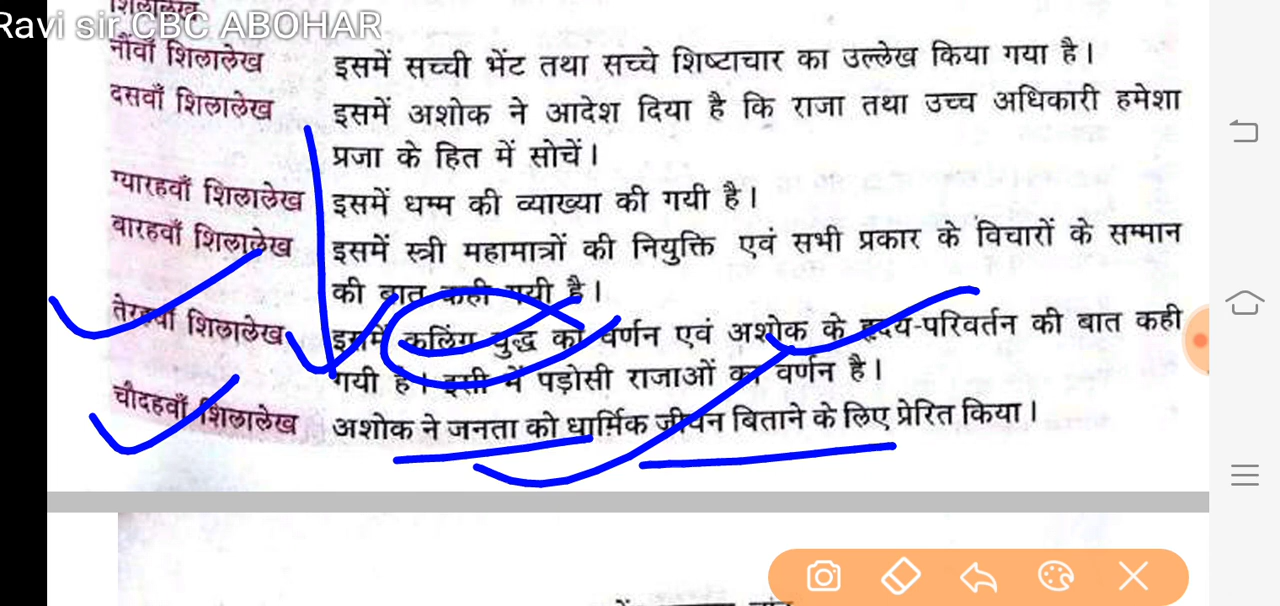 शिलालेख
Ravi sir CBC ABOHAR
नौवाँ शिलालेख इसमें सच्ची भेंट तथा सच्चे शिष्टाचार का उल्लेख किया गया है।
दसवाँ शिलालेख इसमें अशोक ने आदेश दिया है कि राजा तथा उच्च अधिकारी हमेशा
प्रजा के हित में सोचें।
ग्यारहवाँ शिलालेख इसमें धम्म की व्याख्या की गयी है।
बारहवाँ शिलालेख इसमें स्त्री महामात्रों की नियुक्ति एवं सभी प्रकार के विचारों के सम्मान
की बात कही गयी है।
तेरहवाँ शिलालेख इसमें कलिंग युद्ध का वर्णन एवं अशोक के हृदय-परिवर्तन की बात कही
गयी है। इसी में पड़ोसी राजाओं का वर्णन है।
चौदहवाँ शिलालेख अशोक ने जनता को धार्मिक जीवन बिताने के लिए प्रेरित किया।